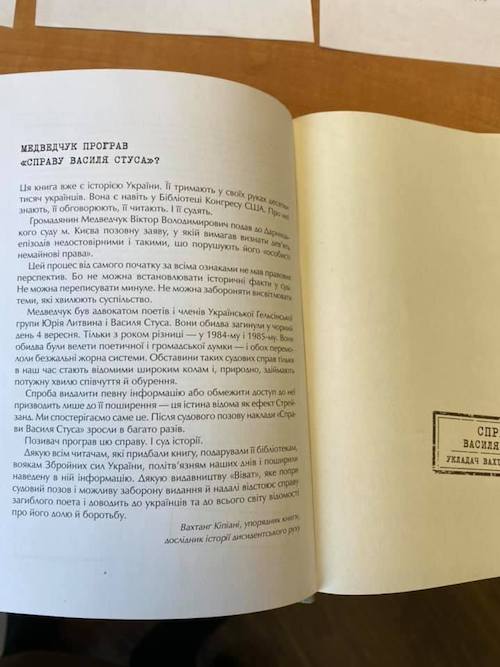 МЕДВЕДЧУК ПРОГРАВ
«СПРАВУ ВАСИЛЯ СТУСА»?
Ця книга вже є історією України. Її тримають у своїх руках десятки
тисяч українців. Вона є навіть у Бібліотеці Конгресу США. Про неї
знають, її обговорюють, її читають. І її судять.
Громадянин Медведчук Віктор Володимирович подав до Дарниць-
кого суду м. Києва позовну заяву, у якій вимагав визнати дев'ять
епізодів недостовірними і такими, що порушують його «особисті
немайнові права».
Цей процес від самого початку за всіма ознаками не мав правових
перспектив. Бо не можна встановлювати історичні факти у суді.
Не можна переписувати минуле. Не можна забороняти висвітлювати
теми, які хвилюють суспільство.
Медведчук був адвокатом поетів і членів Української Гельсінської
групи Юрія Литвина і Василя Стуса. Вони обидва загинули у чорний
день 4 вересня. Тільки з роком різниці — у 1984-му і 1985-му. Вони
обидва були велети поетичної і громадської думки — і обох перемо-
лоли безжальні жорна системи. Обставини таких судових справ тільки
в наш час стають відомими широким колам і, природно, здіймають
потужну хвилю співчуття й обурення.
Спроба видалити певну інформацію або обмежити доступ до неї
призводить лише до її поширення — ця істина відома як ефект Стрей-
занд. Ми спостерігаємо саме це. Після судового позову наклади «Спра-
ви Василя Стуса» зросли в багато разів.
Позивач програв цю справу. І суд історії.
Дякую всім читачам, які придбали книгу, подарували її бібліотекам,
воякам Збройних сил України, політв'язням наших днів і поширили
наведену в ній інформацію. Дякую видавництву «Віват», яке попри
судовий позов і можливу заборону видання й надалі відстоює справу
загиблого поета і доводить до українців та до всього світу відомості
про його долю й боротьбу.
Вахтанг Кіпіані, упорядник книги,
дослідник історії дисидентського руху
СПР
ВАСИЛЯ
УКЛАДАЧ ВАХТ